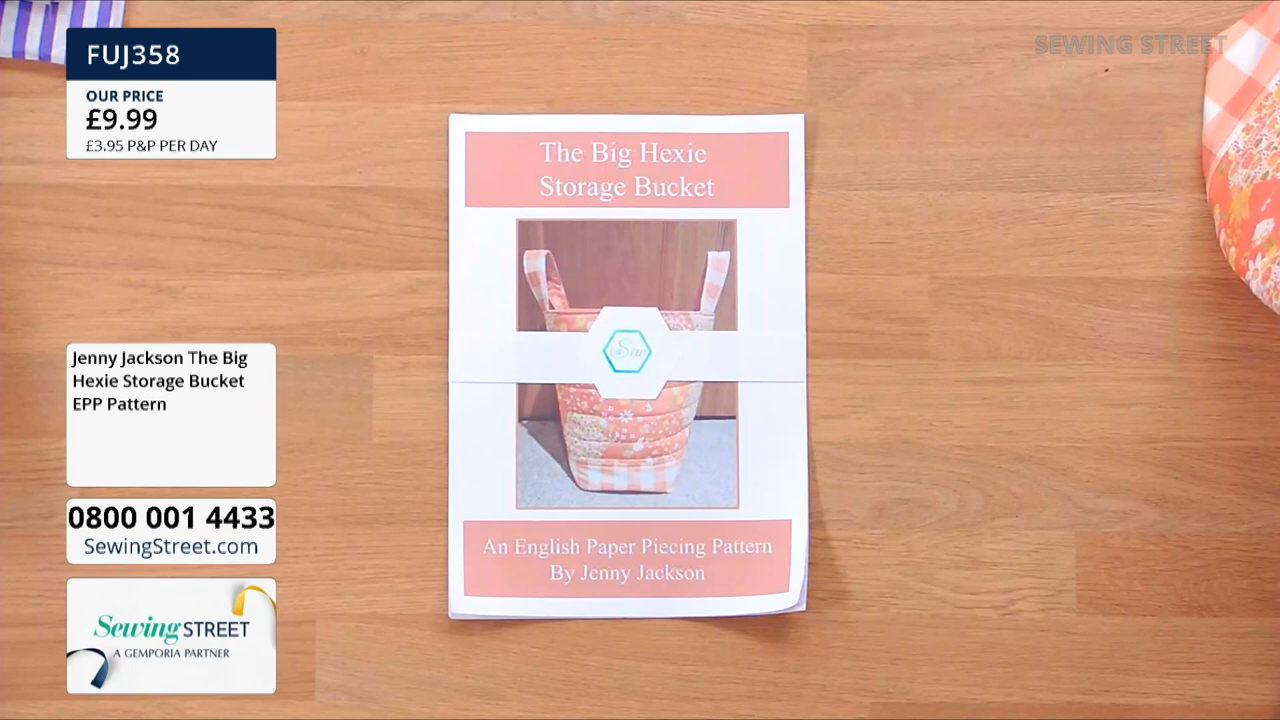 FUJ358
OUR PRICE
£9.99
£3.95 P&P PER DAY
Jenny Jackson The Big
Hexie Storage Bucket
EPP Pattern
0800 001 4433
SewingStreet.com
Sewing STREET
A GEMPORIA PARTNER
SEWING STREET
The Big Hexie
Storage Bucket
Sew
An English Paper Piecing Pattern
By Jenny Jackson